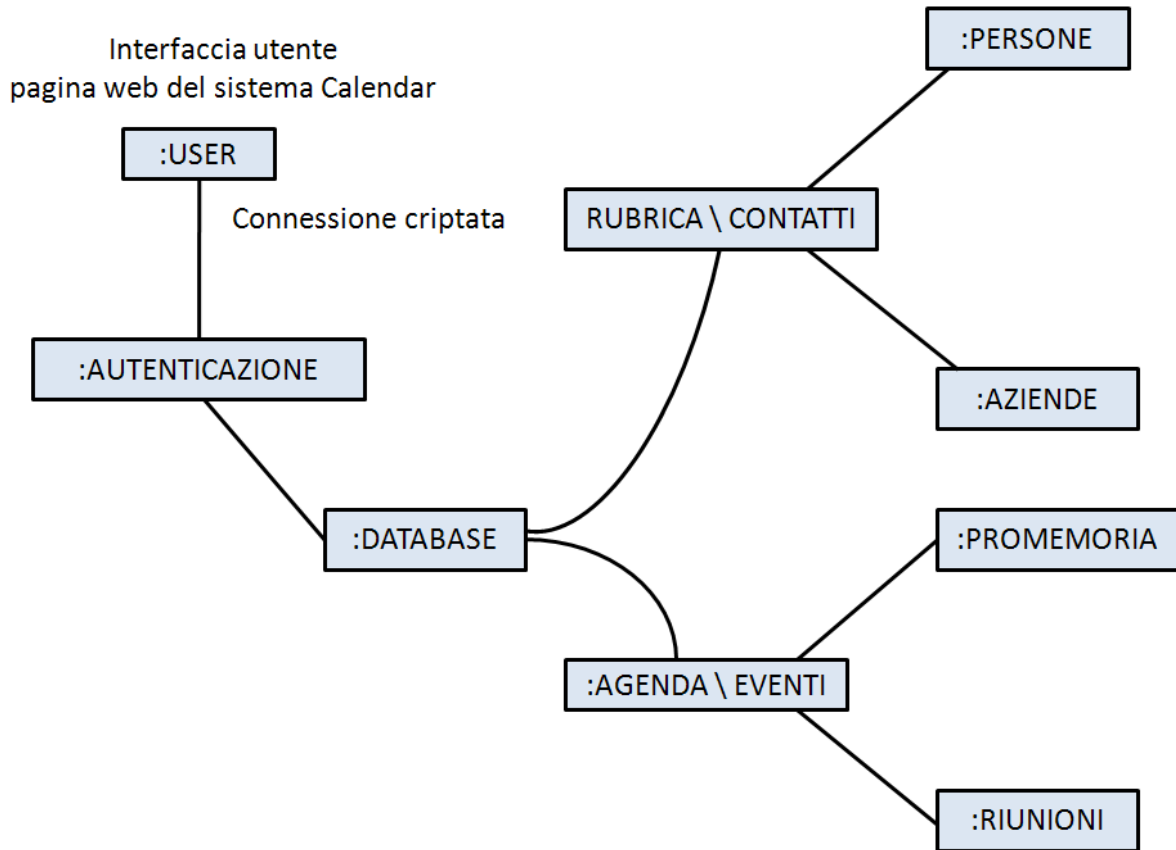 Interfaccia utente
pagina web del sistema Calendar
:USER
Connessione criptata
:AUTENTICAZIONE
:DATABASE
RUBRICA \ CONTATTI
:PERSONE
:AZIENDE
:AGENDA \ EVENTI
:PROMEMORIA
:RIUNIONI